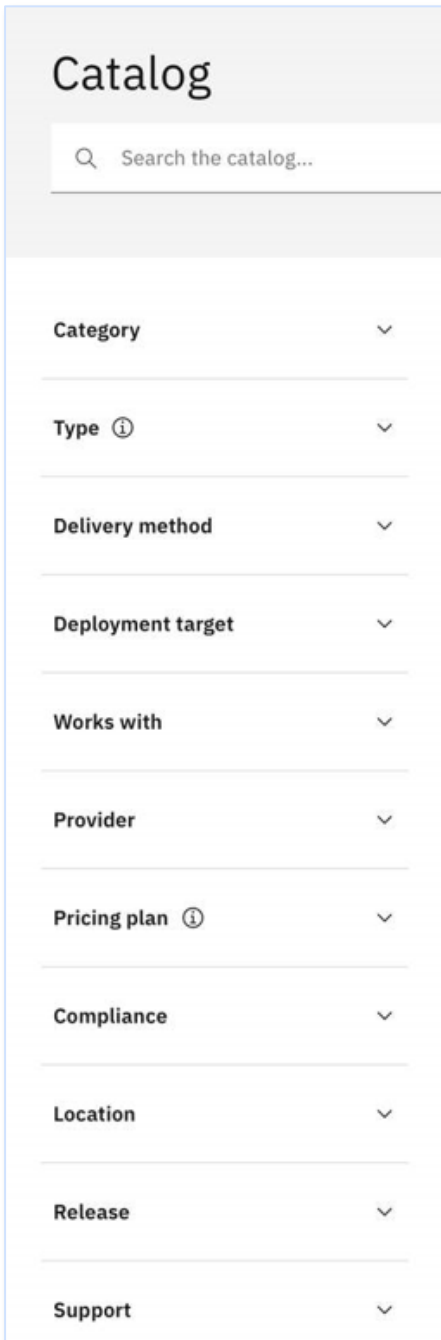 Catalog
Search the catalog...
Category
Type
Delivery method
Deployment target
Works with
Provider
Pricing plan
Compliance
Location
Release
Support